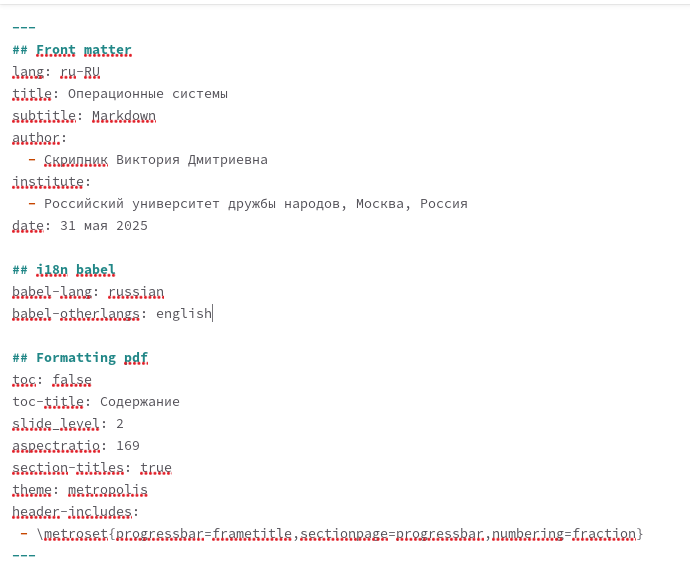 ---
## Front matter
lang: ru-RU
title: Операционные системы
subtitle: Markdown
author:
  - Скрипник Виктория Дмитриевна
institute:
  - Российский университет дружбы народов, Москва, Россия
date: 31 мая 2025

## i18n babel
babel-lang: russian
babel-otherlangs: english

## Formatting pdf
toc: false
toc-title: Содержание
slide_level: 2
aspectratio: 169
section-titles: true
theme: metropolis
header-includes:
 - \metroset{progressbar=frametitle,sectionpage=progressbar,numbering=fraction}
---